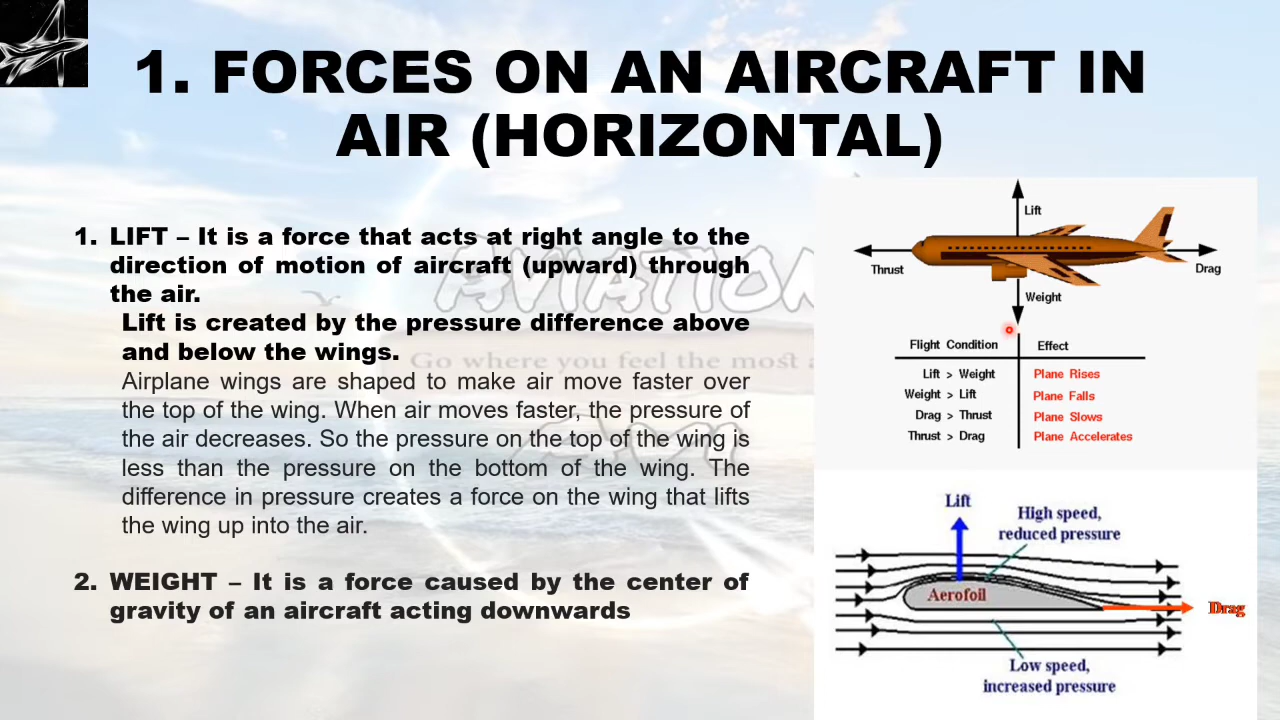 1. FORCES ON AN AIRCRAFT IN
AIR (HORIZONTAL)
1. LIFT – It is a force that acts at right angle to the
direction of motion of aircraft (upward) through
the air.
Lift is created by the pressure difference above
and below the wings.
Airplane wings are shaped to make air move faster over
the top of the wing. When air moves faster, the pressure of
the air decreases. So the pressure on the top of the wing is
less than the pressure on the bottom of the wing. The
difference in pressure creates a force on the wing that lifts
the wing up into the air.
2. WEIGHT – It is a force caused by the center of
gravity of an aircraft acting downwards
AVIATION
Go where you feel the most a
Lift
Thrust
Drag
Weight
Flight Condition Effect
Lift > Weight Plane Rises
Weight > Lift Plane Falls
Drag > Thrust Plane Slows
Thrust > Drag Plane Accelerates
Lift
High speed,
reduced pressure
Aerofoil
Drag
Low speed,
increased pressure